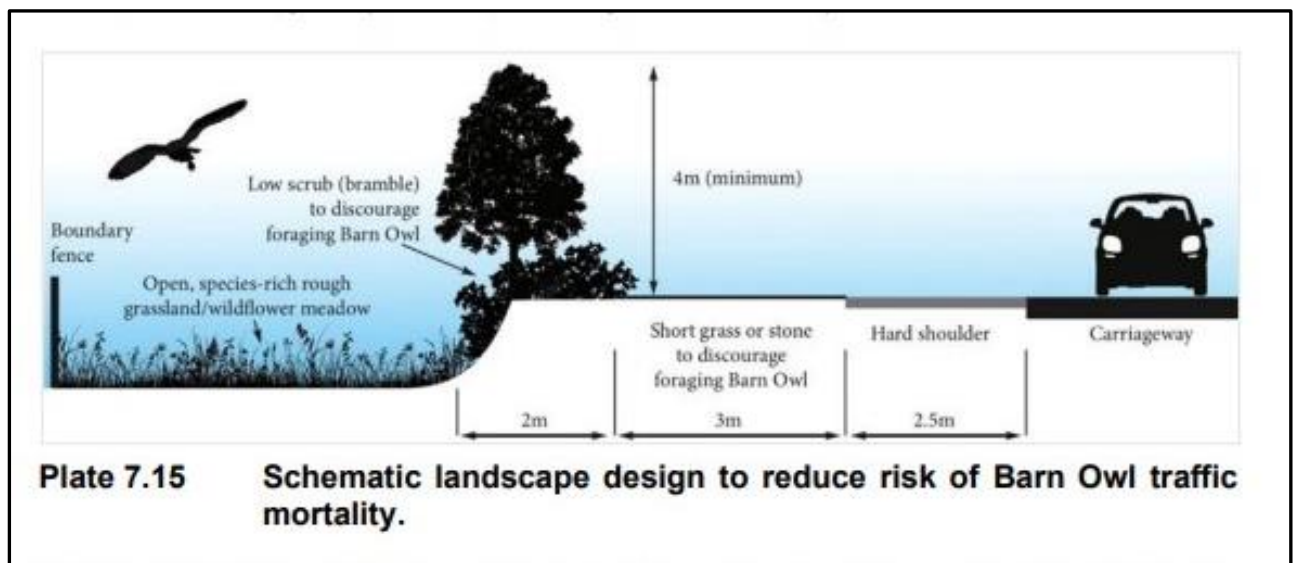 Boundary
fence
Low scrub (bramble)
to discourage
foraging Barn Owl
Open, species-rich rough
grassland/wildflower meadow
4m (minimum)
Short grass or stone
to discourage
foraging Barn Owl
Hard shoulder
Carriageway
2m
3m
2.5m
Plate 7.15 Schematic landscape design to reduce risk of Barn Owl traffic
mortality.